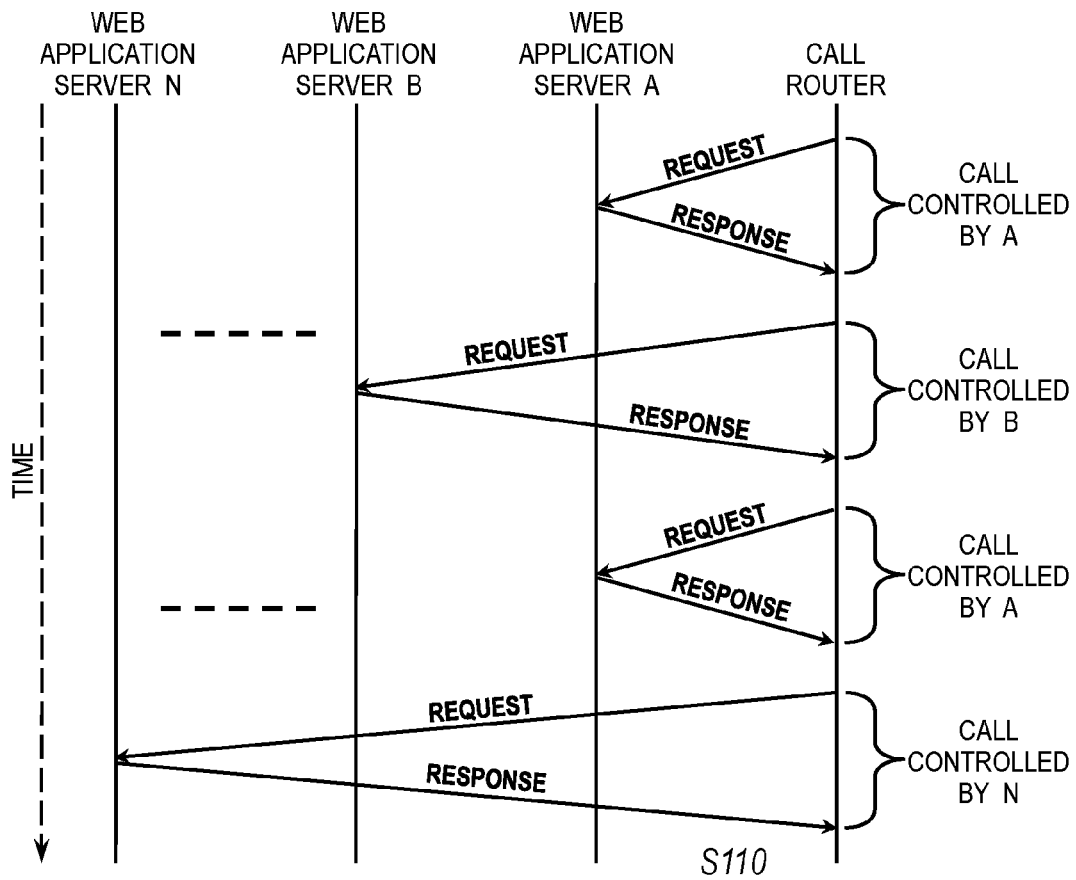 WEB
APPLICATION
SERVER N
WEB
APPLICATION
SERVER B
WEB
APPLICATION
SERVER A
CALL
ROUTER
REQUEST
RESPONSE
CALL
CONTROLLED
BY A
REQUEST
RESPONSE
CALL
CONTROLLED
BY B
TIME
REQUEST
RESPONSE
CALL
CONTROLLED
BY A
REQUEST
RESPONSE
CALL
CONTROLLED
BY N
S110